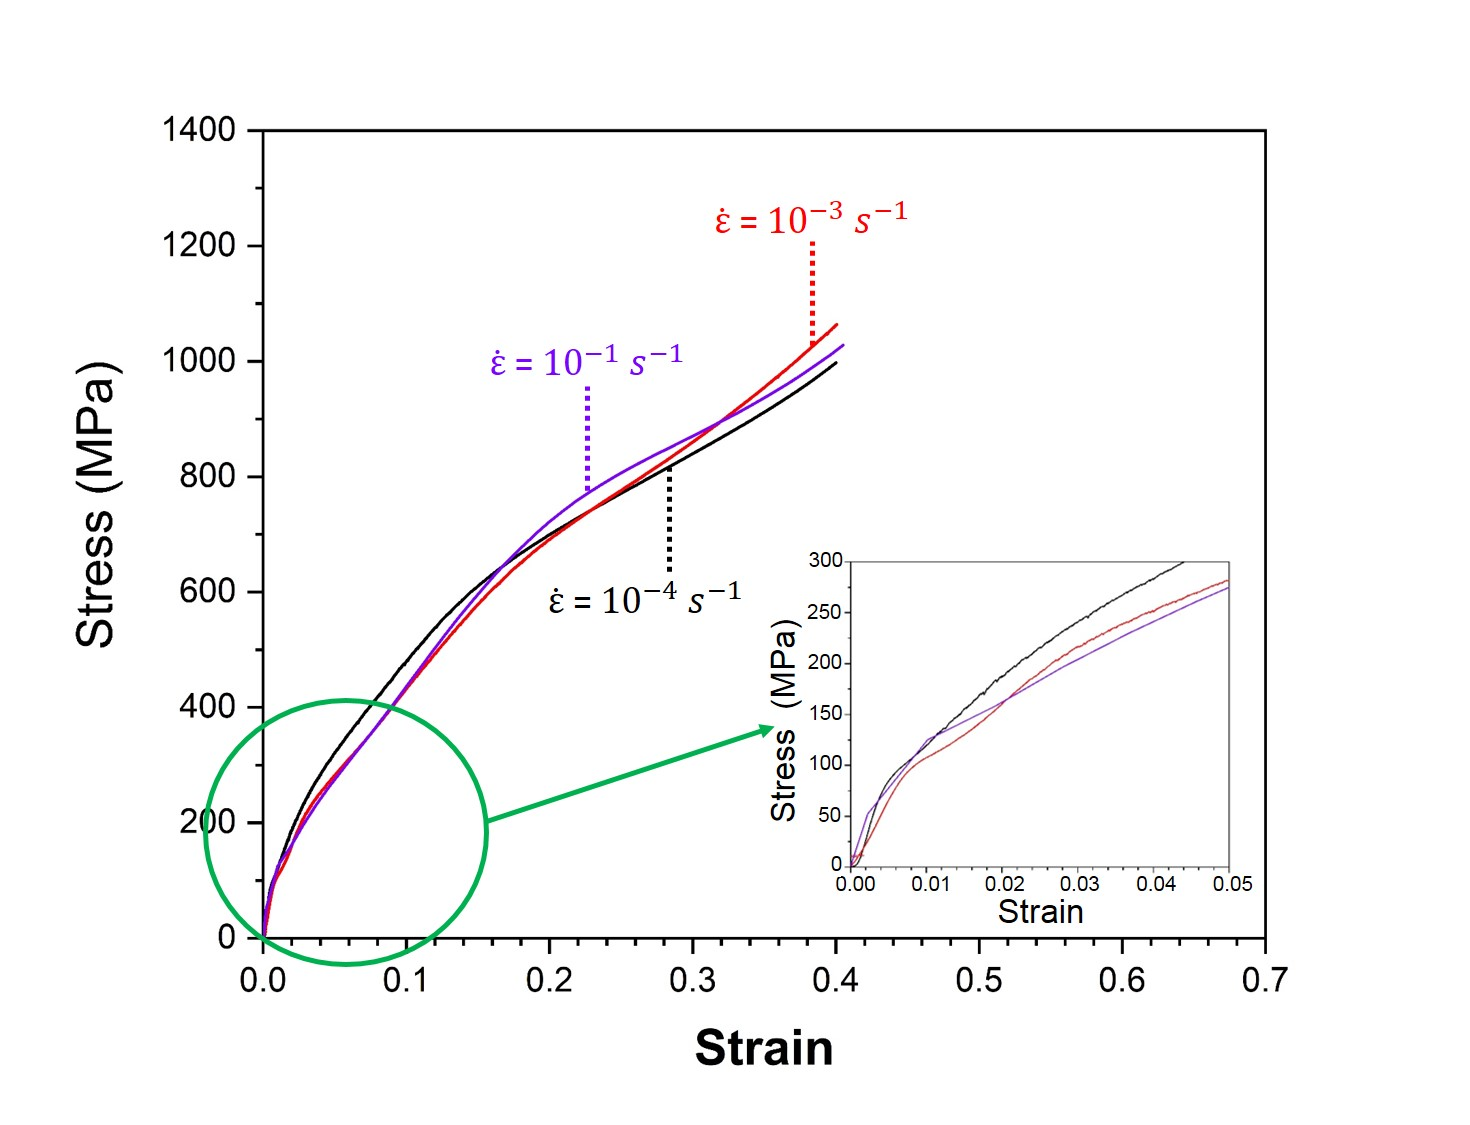 1400
1200
1000
800
600
400
200
0
Stress (MPa)
0.0 0.1 0.2 0.3 0.4 0.5 0.6 0.7
Strain
ε̇ = 10⁻³ s⁻¹
ε̇ = 10⁻¹ s⁻¹
ε̇ = 10⁻⁴ s⁻¹
300
250
200
150
100
50
0
Stress (MPa)
0.00 0.01 0.02 0.03 0.04 0.05
Strain